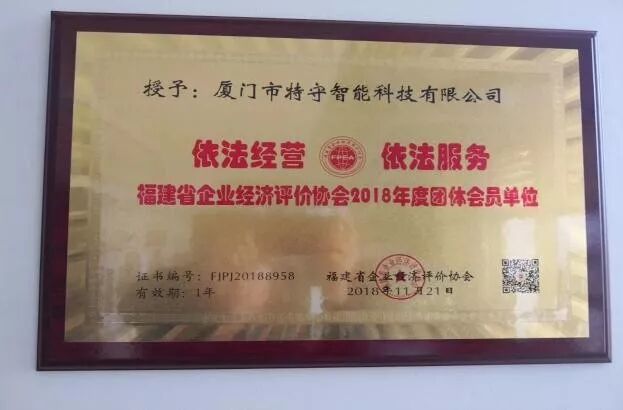 授予：厦门市特守智能科技有限公司
依法经营 依法服务
福建省企业经济评价协会2018年度团体会员单位
证书编号：FJPJ20188958
福建省企业经济评价协会
有效期：1年
2018年11月21日